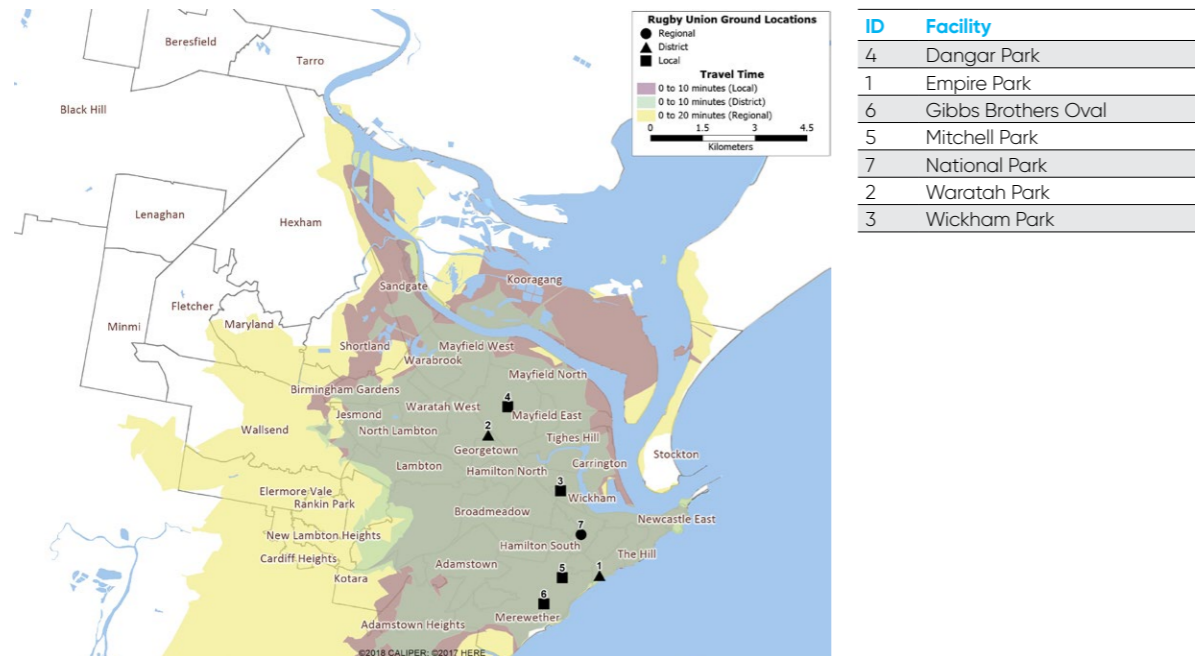 Rugby Union Ground Locations
Regional
District
Local
Travel Time
0 to 10 minutes (Local)
0 to 10 minutes (District)
0 to 20 minutes (Regional)
0 1.5 3 4.5
Kilometers
Beresfield
Tarro
Black Hill
Lenaghan
Hexham
Sandgate
Kooragang
Fletcher
Minmi
Maryland
Shortland
Mayfield West
Warabrook
Mayfield North
Birmingham Gardens
4
Waratah West
Jesmond
Mayfield East
2
Wallsend
North Lambton
Tighes Hill
Georgetown
Stockton
Lambton
Hamilton North
Carrington
3
Elermore Vale
Wickham
Rankin Park
Broadmeadow
Newcastle East
7
New Lambton Heights
Hamilton South
The Hill
Cardiff Heights
Adamstown
5
1
Kotara
6
Merewether
Adamstown Heights
©2018 CALIPER; ©2017 HERE
ID Facility
4 Dangar Park
1 Empire Park
6 Gibbs Brothers Oval
5 Mitchell Park
7 National Park
2 Waratah Park
3 Wickham Park